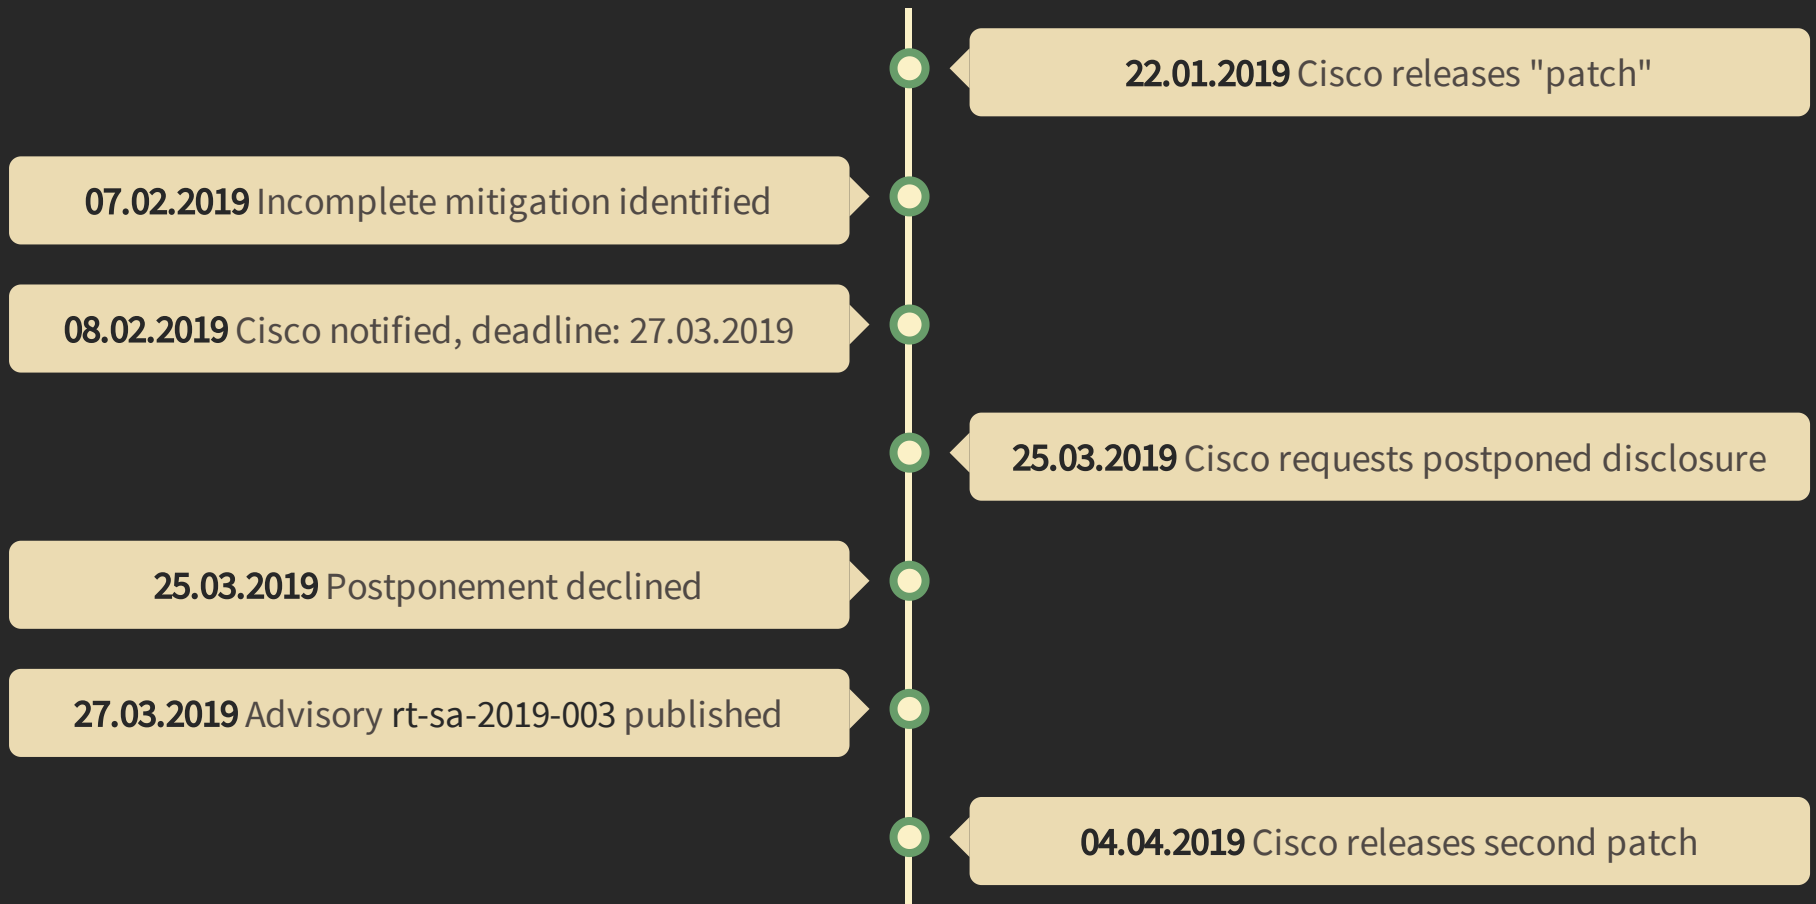 22.01.2019 Cisco releases "patch"
07.02.2019 Incomplete mitigation identified
08.02.2019 Cisco notified, deadline: 27.03.2019
25.03.2019 Cisco requests postponed disclosure
25.03.2019 Postponement declined
27.03.2019 Advisory rt-sa-2019-003 published
04.04.2019 Cisco releases second patch